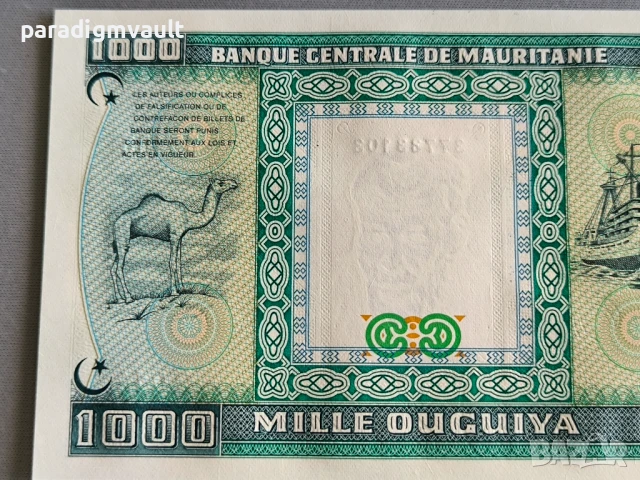 paradigmvault
1000
BANQUE CENTRALE DE MAURITANIE
LES AUTEURS OU COMPLICES
DE FALSIFICATION OU DE
CONTREFACON DE BILLETS DE
BANQUE SERONT PUNIS
CONFORMEMENT AUX LOIS ET
ACTES EN VIGUEUR.
1000
MILLE OUGUIYA
BAZAR